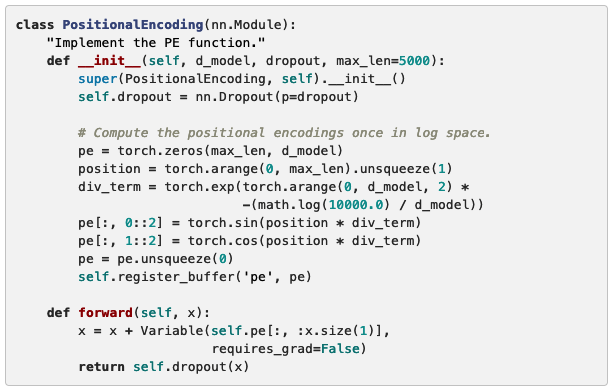 class PositionalEncoding(nn.Module):
    "Implement the PE function."
    def __init__(self, d_model, dropout, max_len=5000):
        super(PositionalEncoding, self).__init__()
        self.dropout = nn.Dropout(p=dropout)

        # Compute the positional encodings once in log space.
        pe = torch.zeros(max_len, d_model)
        position = torch.arange(0, max_len).unsqueeze(1)
        div_term = torch.exp(torch.arange(0, d_model, 2) *
                             -(math.log(10000.0) / d_model))
        pe[:, 0::2] = torch.sin(position * div_term)
        pe[:, 1::2] = torch.cos(position * div_term)
        pe = pe.unsqueeze(0)
        self.register_buffer('pe', pe)

    def forward(self, x):
        x = x + Variable(self.pe[:, :x.size(1)],
                         requires_grad=False)
        return self.dropout(x)